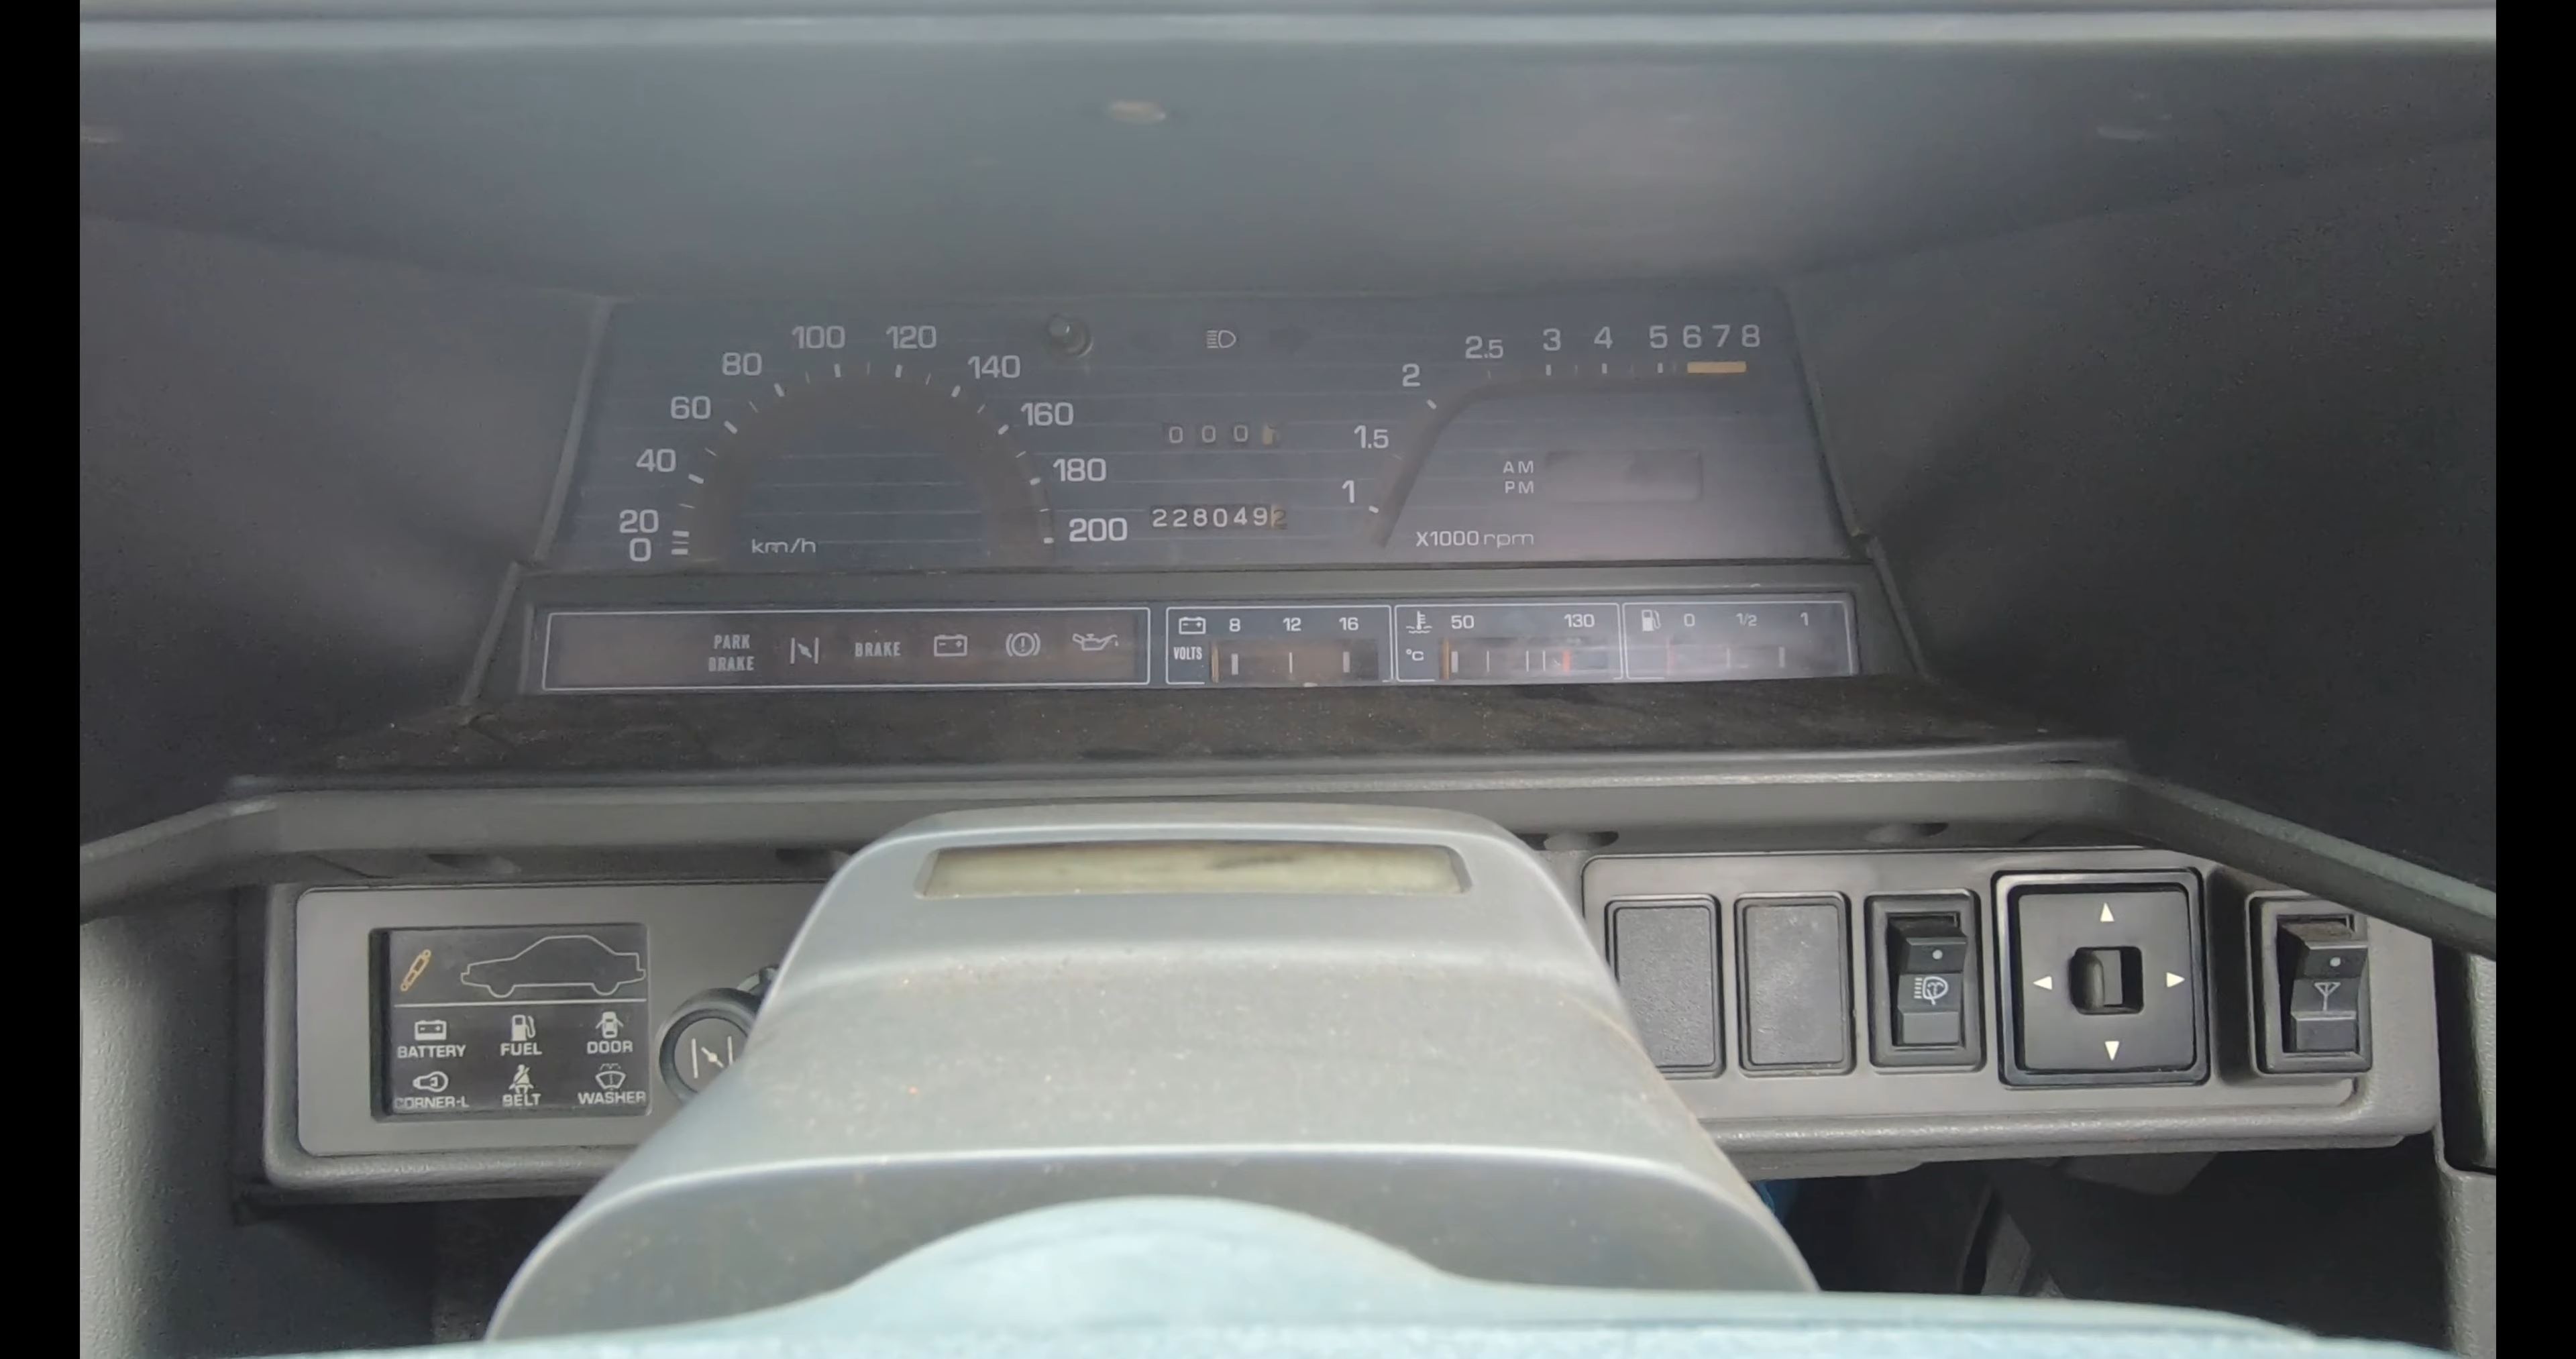 100 120
80 140
60 160
40 180
20 200
0
km/h
000
228049
2.5 3 4 5 6 7 8
2
1.5
1
AM
PM
X1000 rpm
PARK
BRAKE
BRAKE
VOLTS
8 12 16
°C
50 130
0 1/2 1
BATTERY FUEL DOOR
CORNER-L BELT WASHER